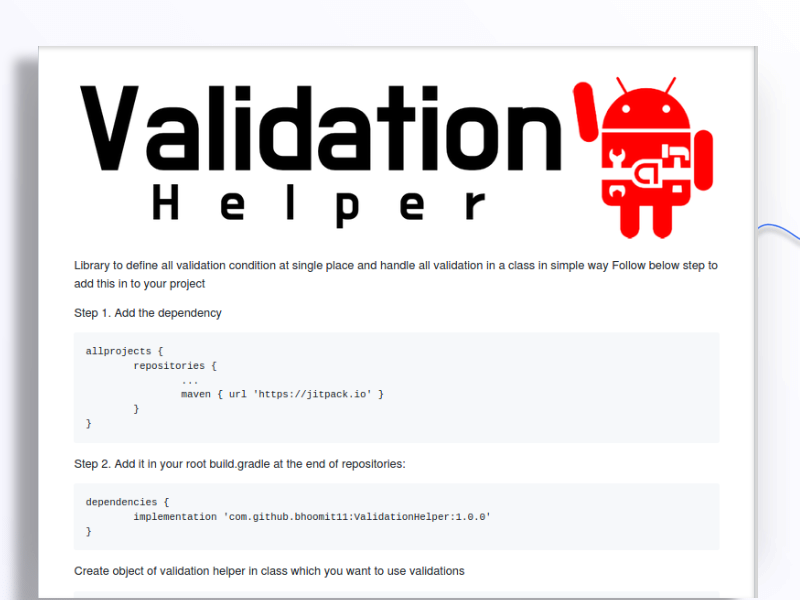 Validation
Helper
Library to define all validation condition at single place and handle all validation in a class in simple way Follow below step to
add this in to your project
Step 1. Add the dependency
allprojects {
repositories {
...
maven { url 'https://jitpack.io' }
}
}
Step 2. Add it in your root build.gradle at the end of repositories:
dependencies {
implementation 'com.github.bhoomit11:ValidationHelper:1.0.0'
}
Create object of validation helper in class which you want to use validations